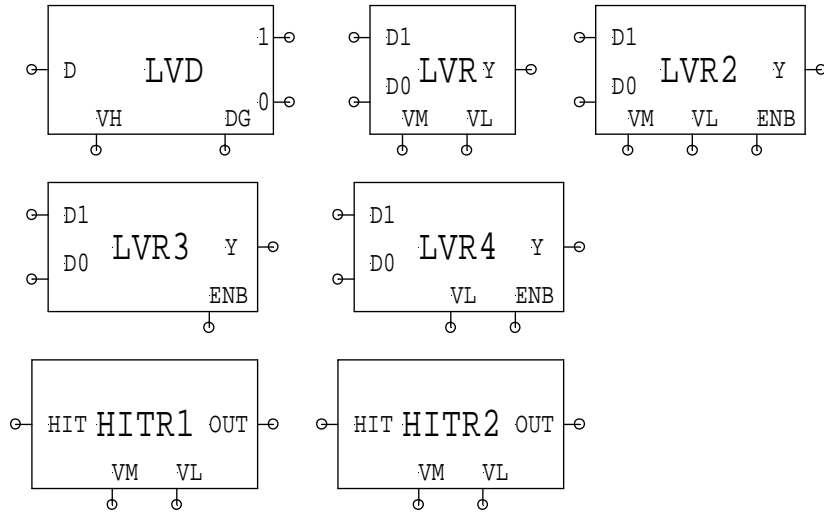 1
D LVD
0
VH DG
D1
LVR Y
D0
VM VL
D1
LVR2 Y
D0
VM VL ENB
D1
LVR3 Y
D0
ENB
D1
LVR4 Y
D0
VL ENB
HIT HITR1 OUT
VM VL
HIT HITR2 OUT
VM VL